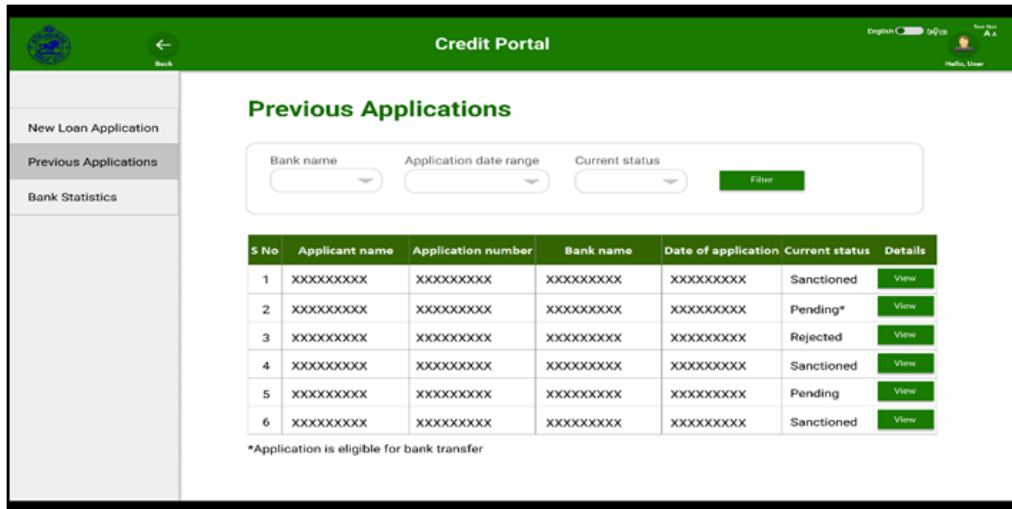 Back
Credit Portal
English ଓଡ଼ିଆ
Text Size
A A
Hello, User
New Loan Application
Previous Applications
Bank Statistics
Previous Applications
Bank name Application date range Current status
Filter
S No Applicant name Application number Bank name Date of application Current status Details
1 XXXXXXXXX XXXXXXXXX XXXXXXXXX XXXXXXXXX Sanctioned View
2 XXXXXXXXX XXXXXXXXX XXXXXXXXX XXXXXXXXX Pending* View
3 XXXXXXXXX XXXXXXXXX XXXXXXXXX XXXXXXXXX Rejected View
4 XXXXXXXXX XXXXXXXXX XXXXXXXXX XXXXXXXXX Sanctioned View
5 XXXXXXXXX XXXXXXXXX XXXXXXXXX XXXXXXXXX Pending View
6 XXXXXXXXX XXXXXXXXX XXXXXXXXX XXXXXXXXX Sanctioned View
*Application is eligible for bank transfer